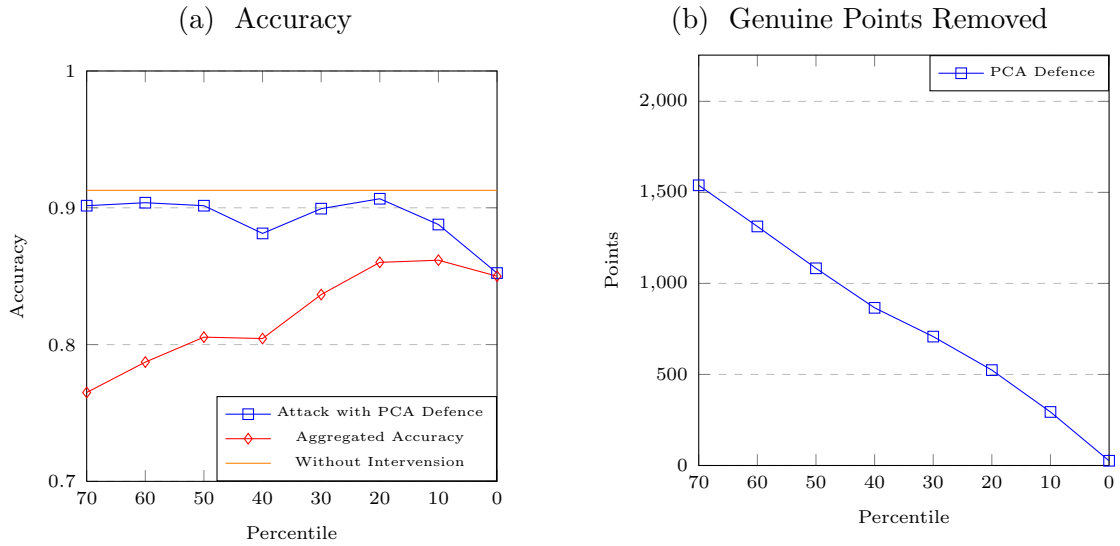 (a) Accuracy
1
0.9
0.8
0.7
70 60 50 40 30 20 10 0
Percentile
Accuracy
Attack with PCA Defence
Aggregated Accuracy
Without Intervention
(b) Genuine Points Removed
PCA Defence
2,000
1,500
1,000
500
0
70 60 50 40 30 20 10 0
Percentile
Points